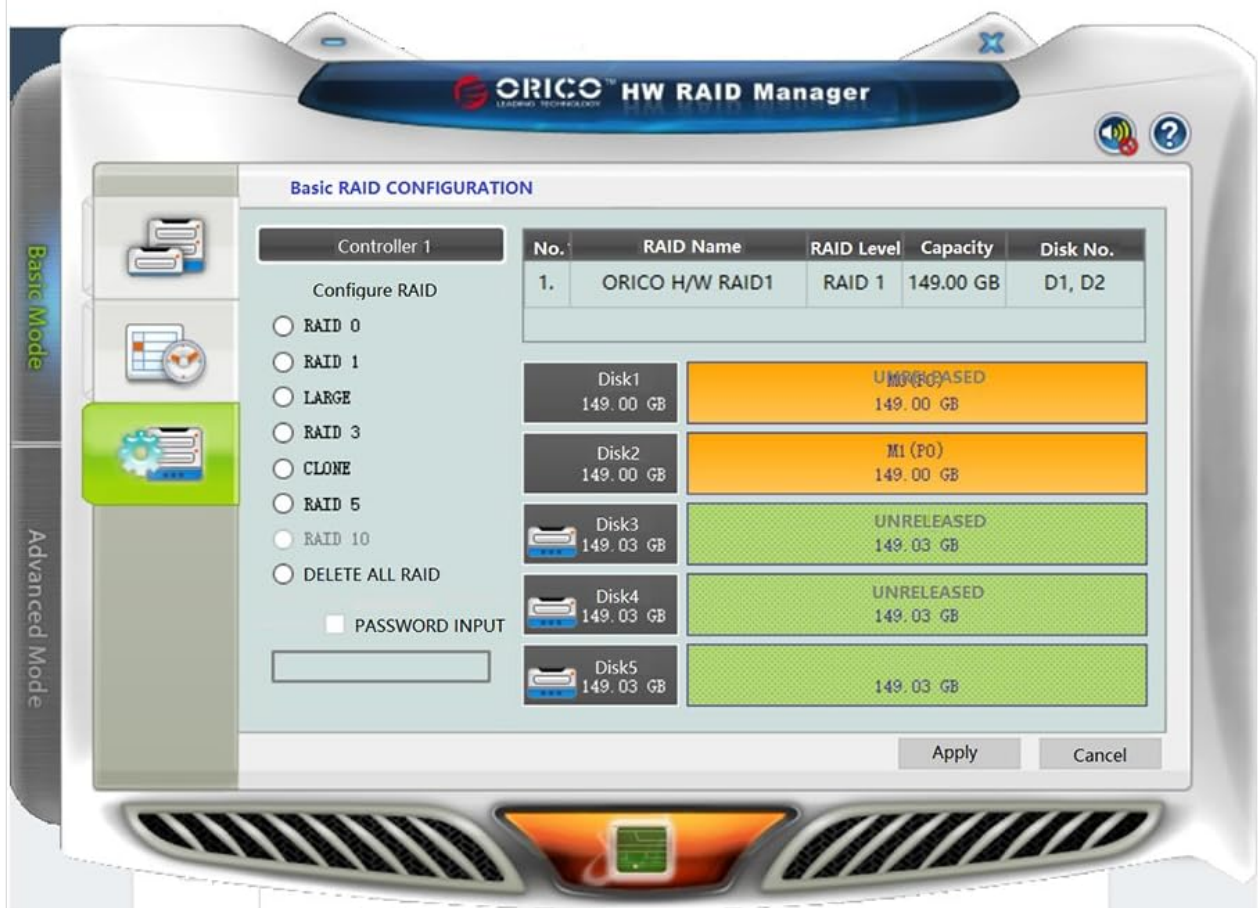 ORICO™ HW RAID Manager
LEADING TECHNOLOGY
Basic Mode
Advanced Mode
Basic RAID CONFIGURATION
Controller 1
Configure RAID
RAID 0
RAID 1
LARGE
RAID 3
CLONE
RAID 5
RAID 10
DELETE ALL RAID
PASSWORD INPUT
No. RAID Name RAID Level Capacity Disk No.
1. ORICO H/W RAID1 RAID 1 149.00 GB D1, D2
Disk1
149.00 GB
UNRELEASED
149.00 GB
Disk2
149.00 GB
M1(P0)
149.00 GB
Disk3
149.03 GB
UNRELEASED
149.03 GB
Disk4
149.03 GB
UNRELEASED
149.03 GB
Disk5
149.03 GB
149.03 GB
Apply
Cancel